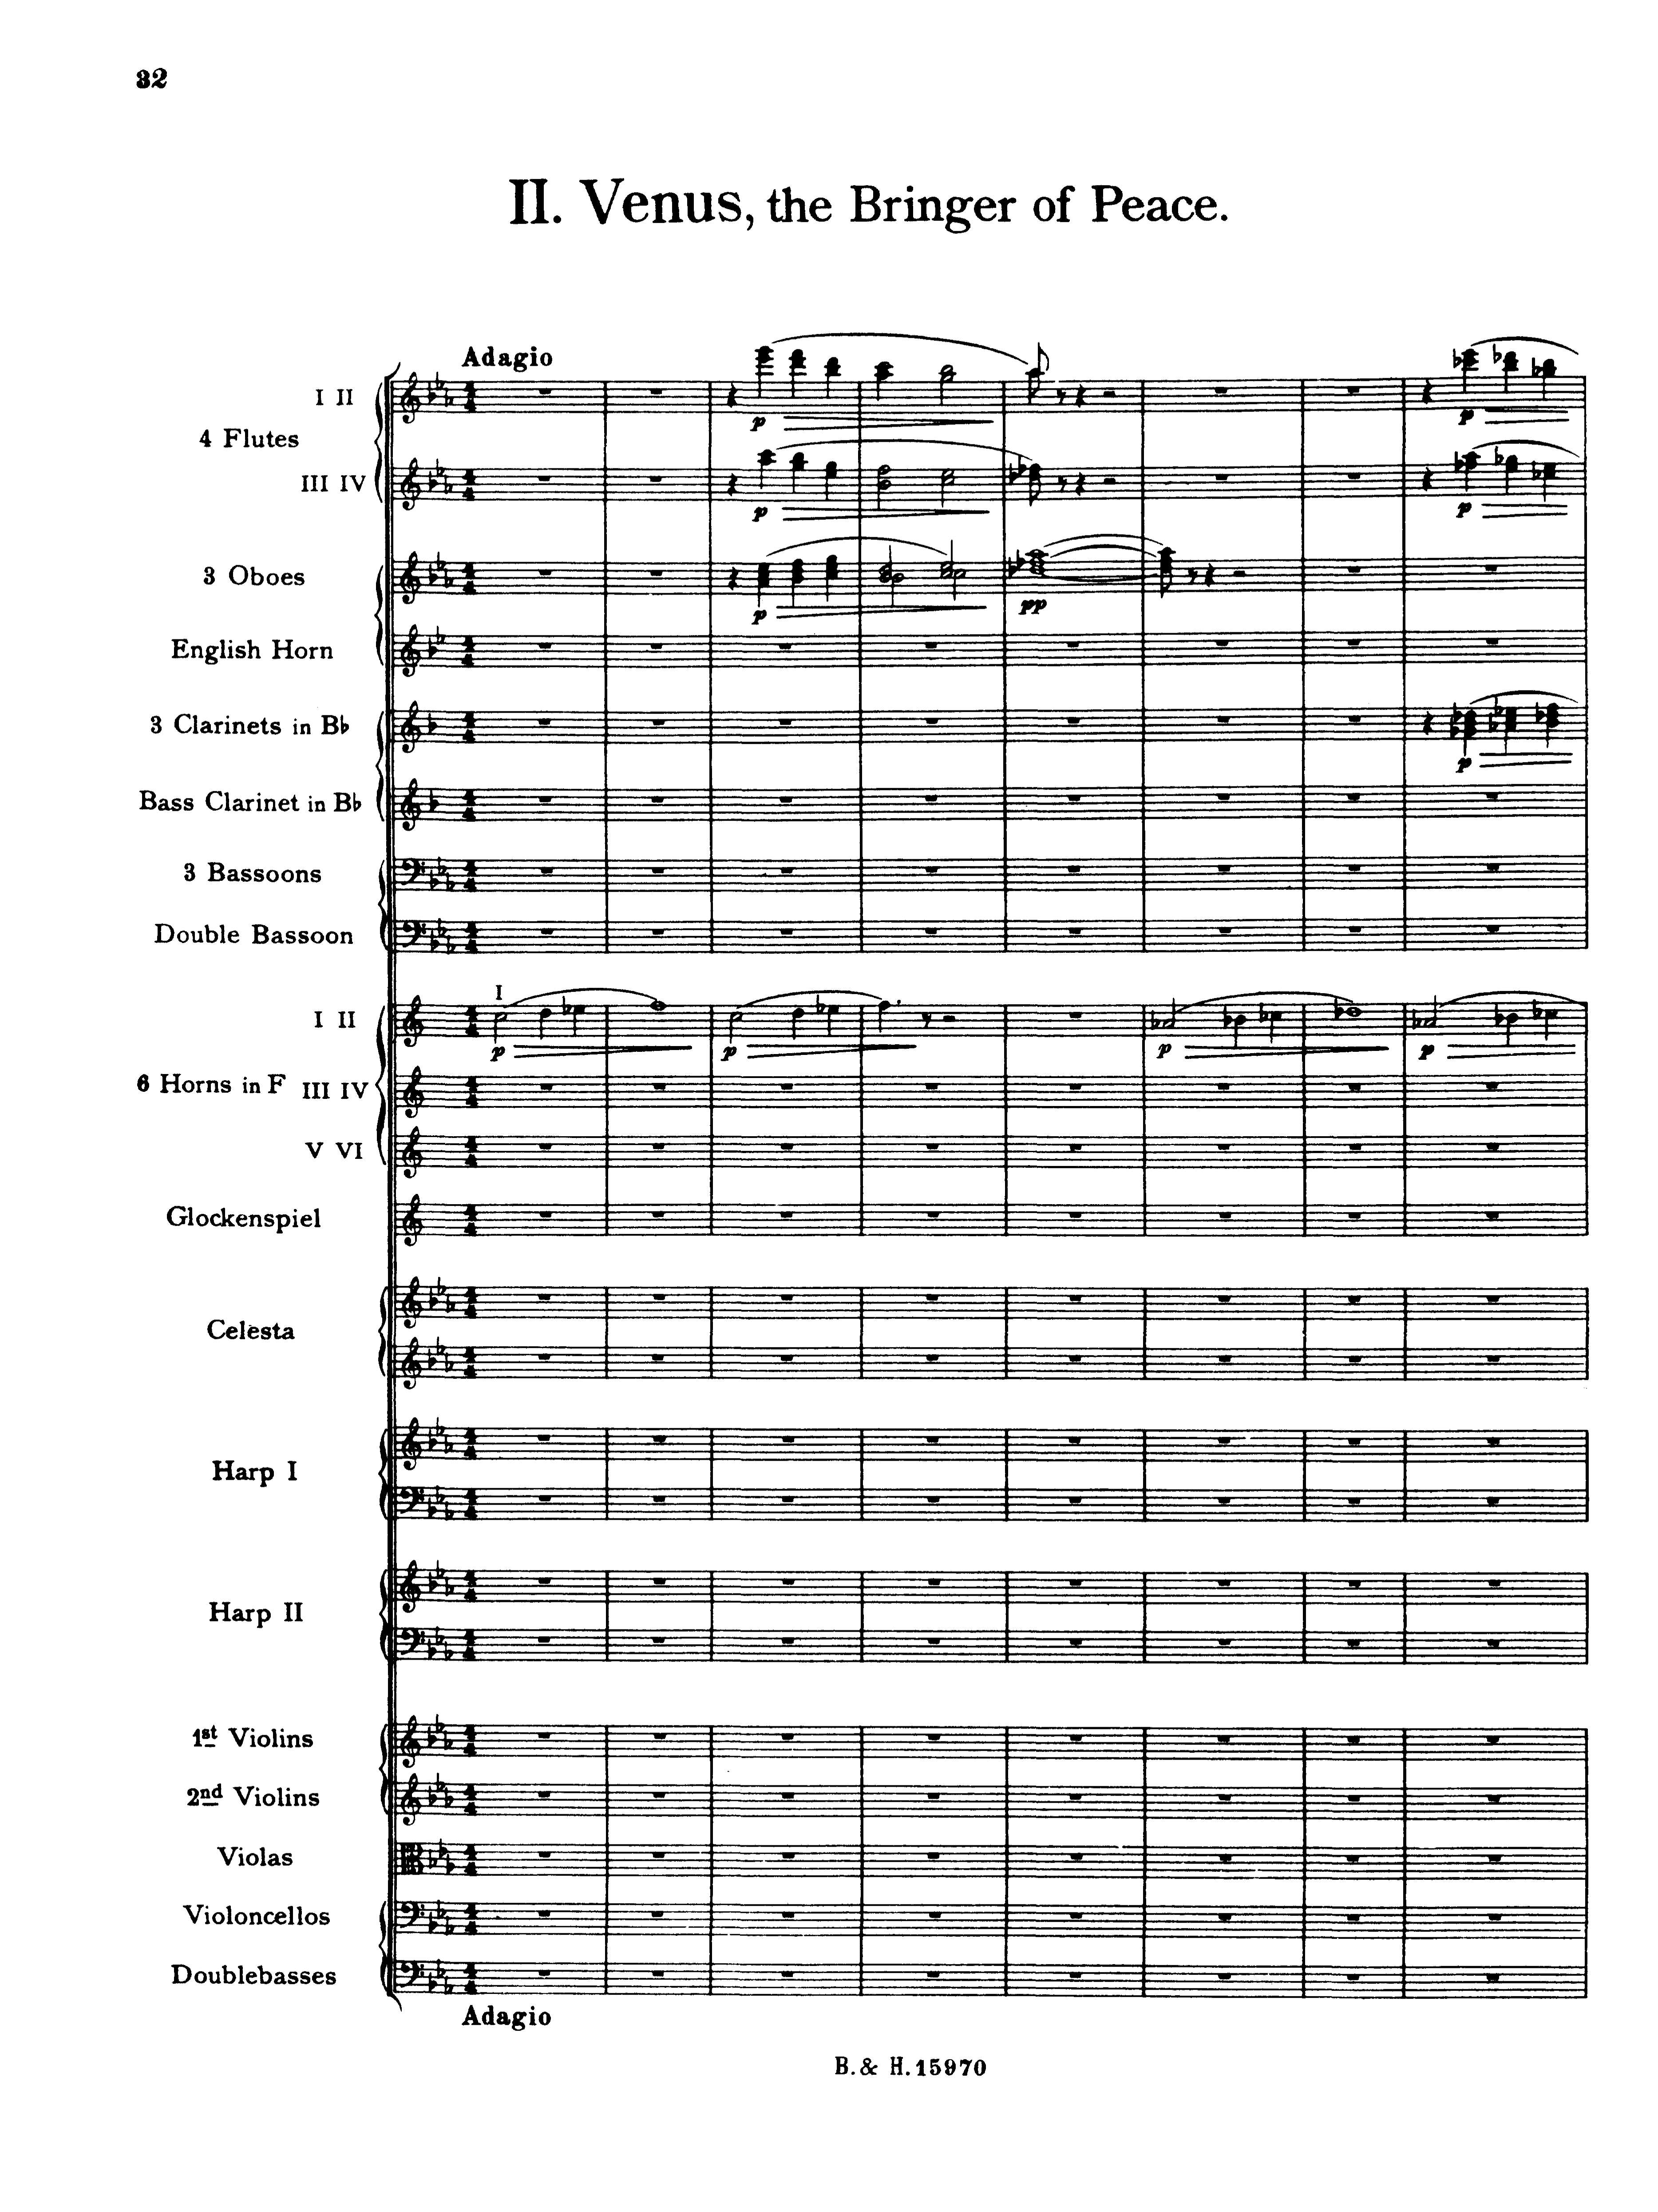 32
II. Venus, the Bringer of Peace.
Adagio
I II
4 Flutes
III IV
p
p
p
p
3 Oboes
p
pp
English Horn
3 Clarinets in B♭
p
Bass Clarinet in B♭
3 Bassoons
Double Bassoon
I
I II
p
p
p
p
6 Horns in F III IV
V VI
Glockenspiel
Celesta
Harp I
Harp II
1st Violins
2nd Violins
Violas
Violoncellos
Doublebasses
Adagio
B. & H. 15970